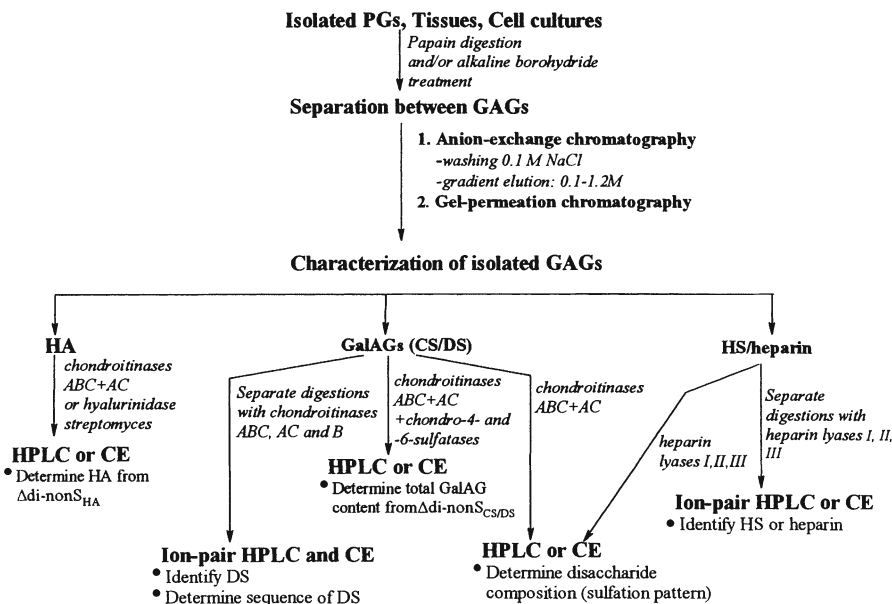 Isolated PGs, Tissues, Cell cultures
Papain digestion
and/or alkaline borohydride
treatment
Separation between GAGs
1. Anion-exchange chromatography
-washing 0.1 M NaCl
-gradient elution: 0.1-1.2M
2. Gel-permeation chromatography
Characterization of isolated GAGs
HA
chondroitinases
ABC+AC
or hyalurinidase
streptomyces
HPLC or CE
• Determine HA from
Δdi-nonSHA
GalAGs (CS/DS)
Separate digestions
with chondroitinases
ABC, AC and B
Ion-pair HPLC and CE
• Identify DS
• Determine sequence of DS
chondroitinases
ABC+AC
+chondro-4- and
-6-sulfatases
HPLC or CE
• Determine total GalAG
content fromΔdi-nonSCS/DS
chondroitinases
ABC+AC
HPLC or CE
• Determine disaccharide
composition (sulfation pattern)
HS/heparin
heparin
lyases I,II,III
Separate
digestions with
heparin lyases I, II,
III
Ion-pair HPLC or CE
• Identify HS or heparin